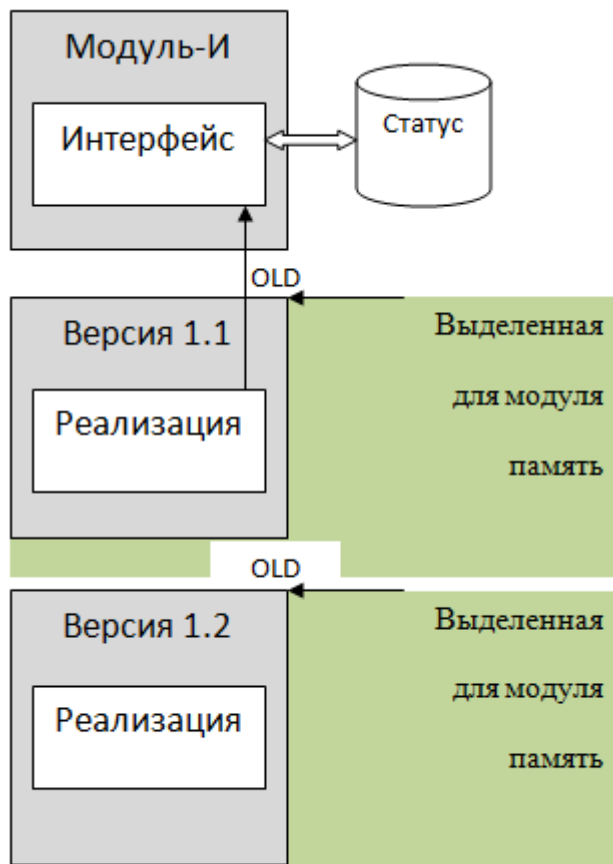 Модуль-И
Интерфейс
Статус
OLD
Версия 1.1
Реализация
Выделенная
для модуля
память
OLD
Версия 1.2
Реализация
Выделенная
для модуля
память